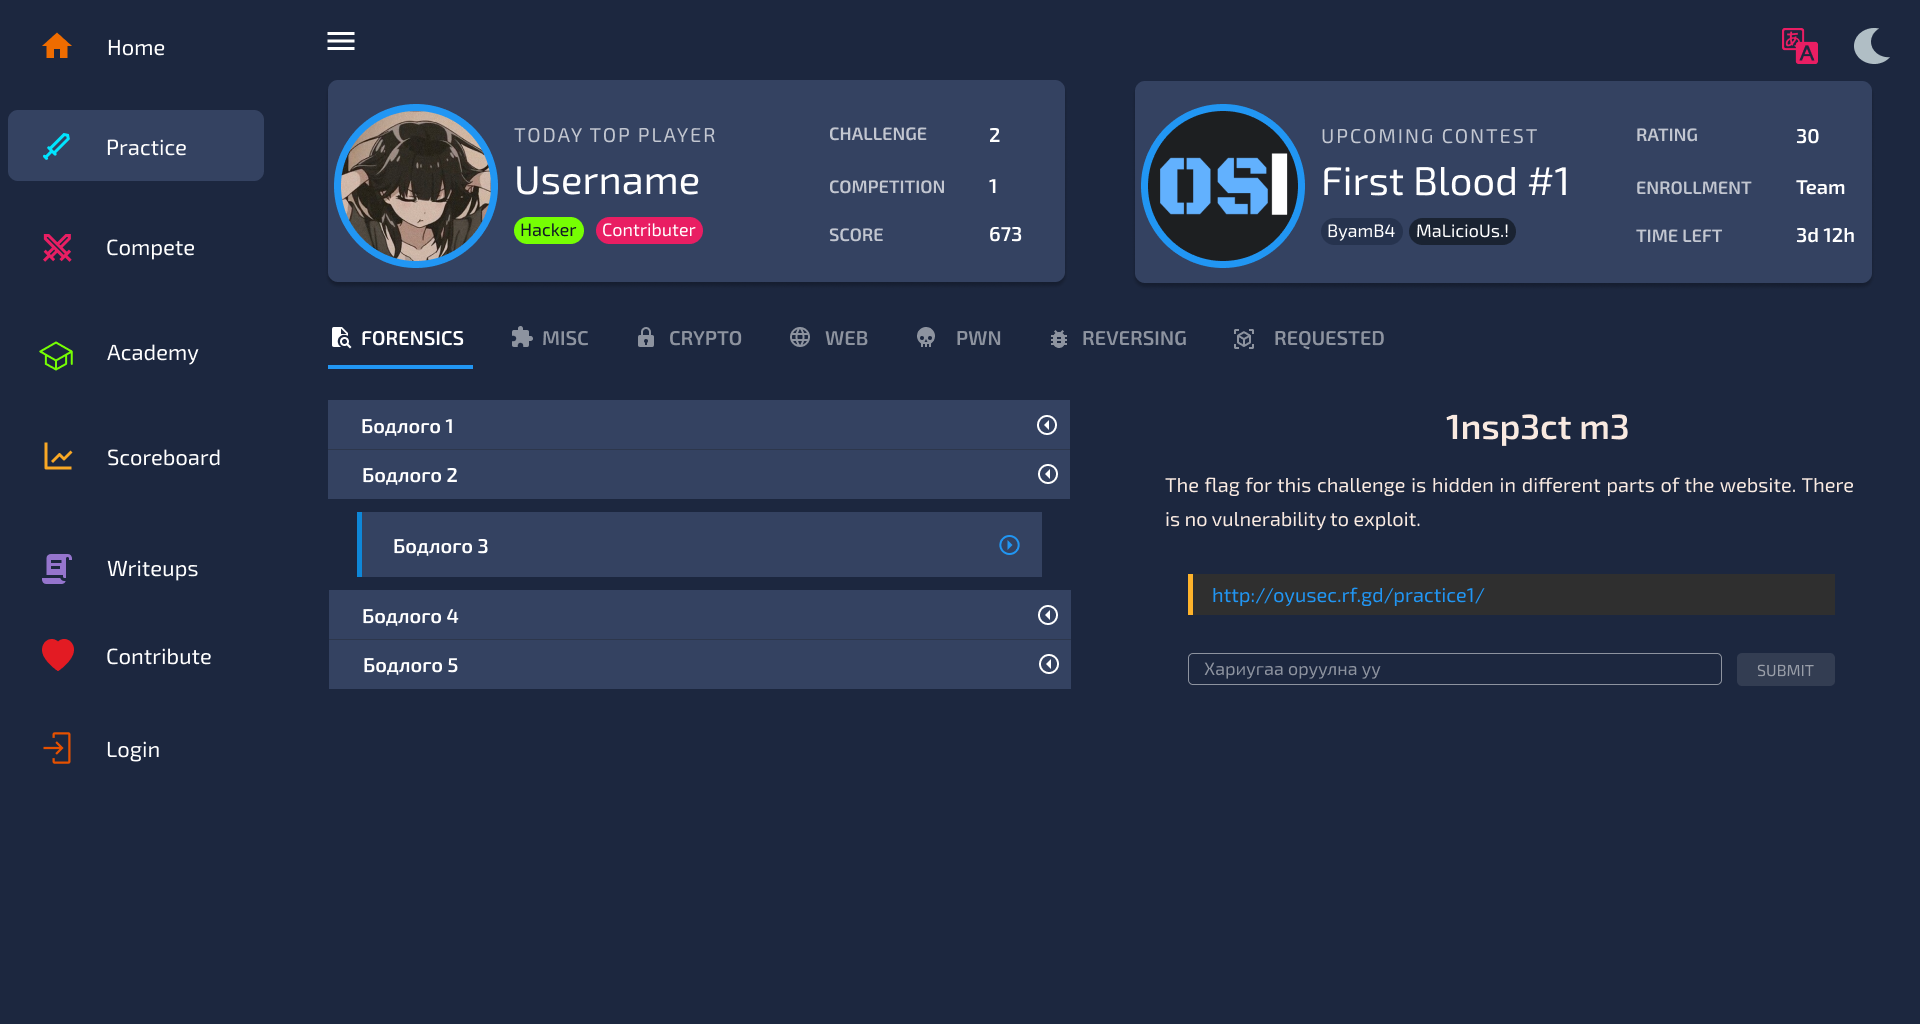 Home
Practice
Compete
Academy
Scoreboard
Writeups
Contribute
Login
あ A
TODAY TOP PLAYER
Username
Hacker Contributer
CHALLENGE 2
COMPETITION 1
SCORE 673
OSI
UPCOMING CONTEST
First Blood #1
ByamB4 MaLicioUs.!
RATING 30
ENROLLMENT Team
TIME LEFT 3d 12h
FORENSICS MISC CRYPTO WEB PWN REVERSING REQUESTED
Бодлого 1
Бодлого 2
Бодлого 3
Бодлого 4
Бодлого 5
1nsp3ct m3
The flag for this challenge is hidden in different parts of the website. There
is no vulnerability to exploit.
http://oyusec.rf.gd/practice1/
Хариугаа оруулна уу SUBMIT